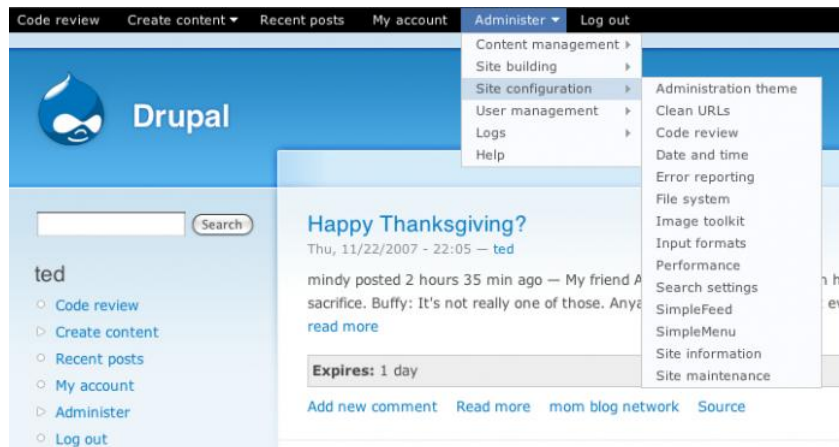 Code review Create content Recent posts My account Administer Log out
Content management
Site building
Site configuration
User management
Logs
Help
Administration theme
Clean URLs
Code review
Date and time
Error reporting
File system
Image toolkit
Input formats
Performance
Search settings
SimpleFeed
SimpleMenu
Site information
Site maintenance
Drupal
Search
ted
Code review
Create content
Recent posts
My account
Administer
Log out
Happy Thanksgiving?
Thu, 11/22/2007 - 22:05 — ted
mindy posted 2 hours 35 min ago — My friend
sacrifice. Buffy: It's not really one of those.
read more
Expires: 1 day
Add new comment Read more mom blog network Source